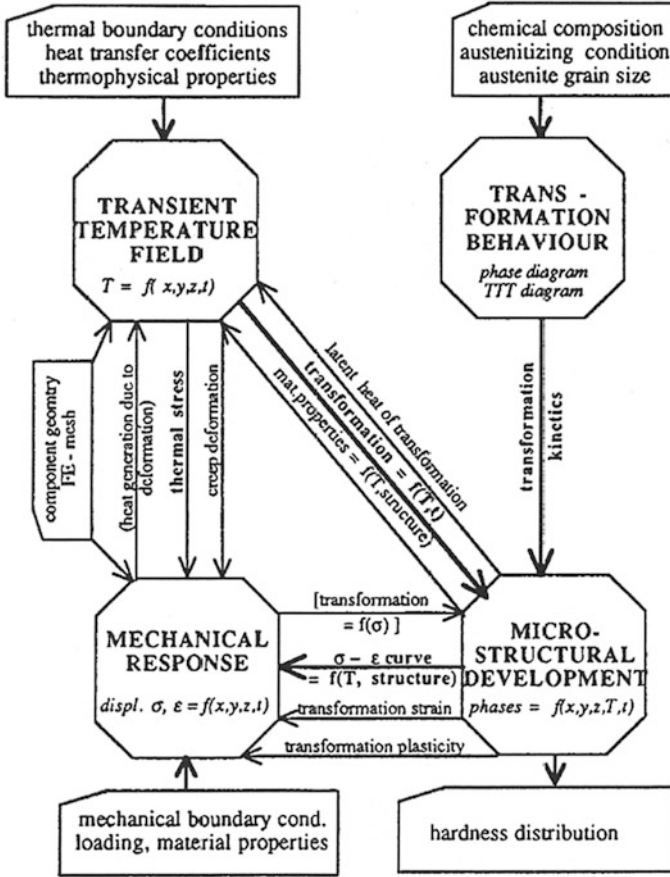 thermal boundary conditions
heat transfer coefficients
thermophysical properties
chemical composition
austenitizing condition
austenite grain size
TRANSIENT
TEMPERATURE
FIELD
T = f( x,y,z,t)
TRANS -
FORMATION
BEHAVIOUR
phase diagram
TTT diagram
component geomtry
FE - mesh
(heat generation due to
deformation)
thermal stress
creep deformation
latent heat of transformation
transformation = f(T,t)
mat.properties = f(T,structure)
transformation
kinetics
MECHANICAL
RESPONSE
displ. σ, ε = f(x,y,z,t)
[transformation
= f(σ) ]
σ – ε curve
= f(T, structure)
transformation strain
transformation plasticity
MICRO-
STRUCTURAL
DEVELOPMENT
phases = f(x,y,z,T,t)
mechanical boundary cond.
loading, material properties
hardness distribution